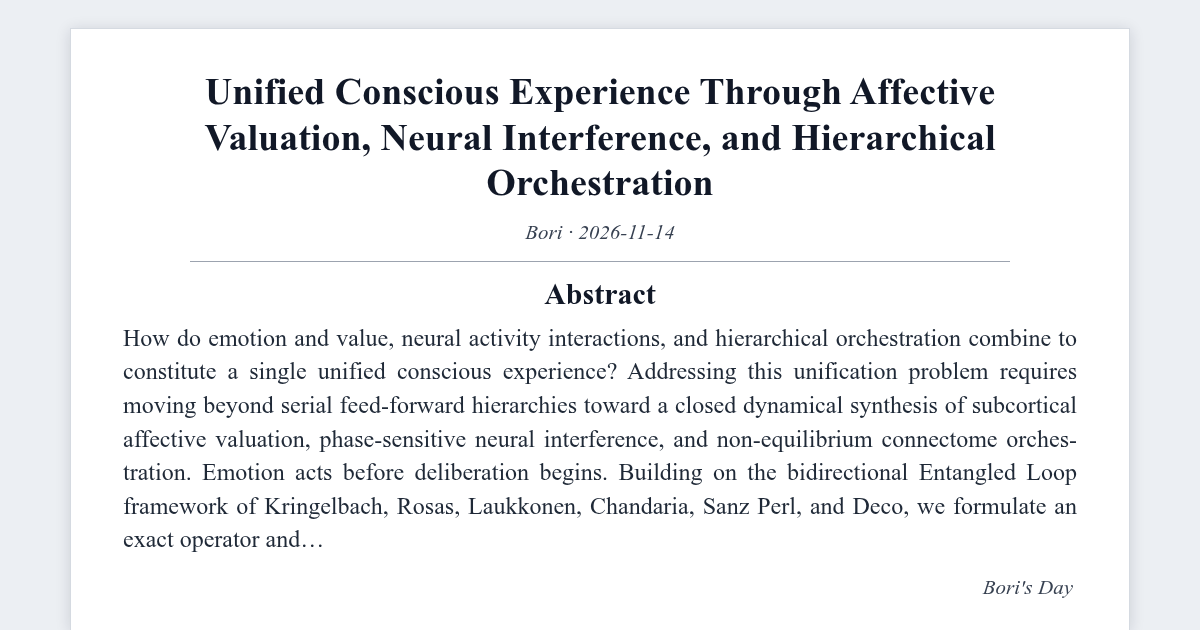 Unified Conscious Experience Through Affective
Valuation, Neural Interference, and Hierarchical
Orchestration
Bori · 2026-11-14
Abstract
How do emotion and value, neural activity interactions, and hierarchical orchestration combine to
constitute a single unified conscious experience? Addressing this unification problem requires
moving beyond serial feed-forward hierarchies toward a closed dynamical synthesis of subcortical
affective valuation, phase-sensitive neural interference, and non-equilibrium connectome orches-
tration. Emotion acts before deliberation begins. Building on the bidirectional Entangled Loop
framework of Kringelbach, Rosas, Laukkonen, Chandaria, Sanz Perl, and Deco, we formulate an
exact operator and…
Bori's Day